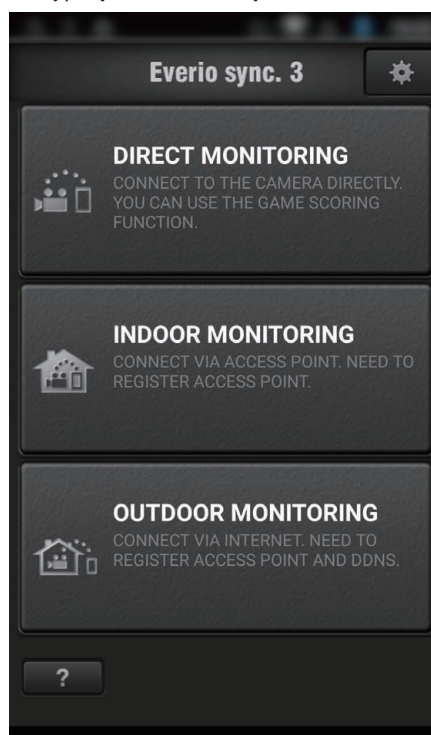 Everio sync. 3
DIRECT MONITORING
CONNECT TO THE CAMERA DIRECTLY.
YOU CAN USE THE GAME SCORING
FUNCTION.
INDOOR MONITORING
CONNECT VIA ACCESS POINT. NEED TO
REGISTER ACCESS POINT.
OUTDOOR MONITORING
CONNECT VIA INTERNET. NEED TO
REGISTER ACCESS POINT AND DDNS.
?